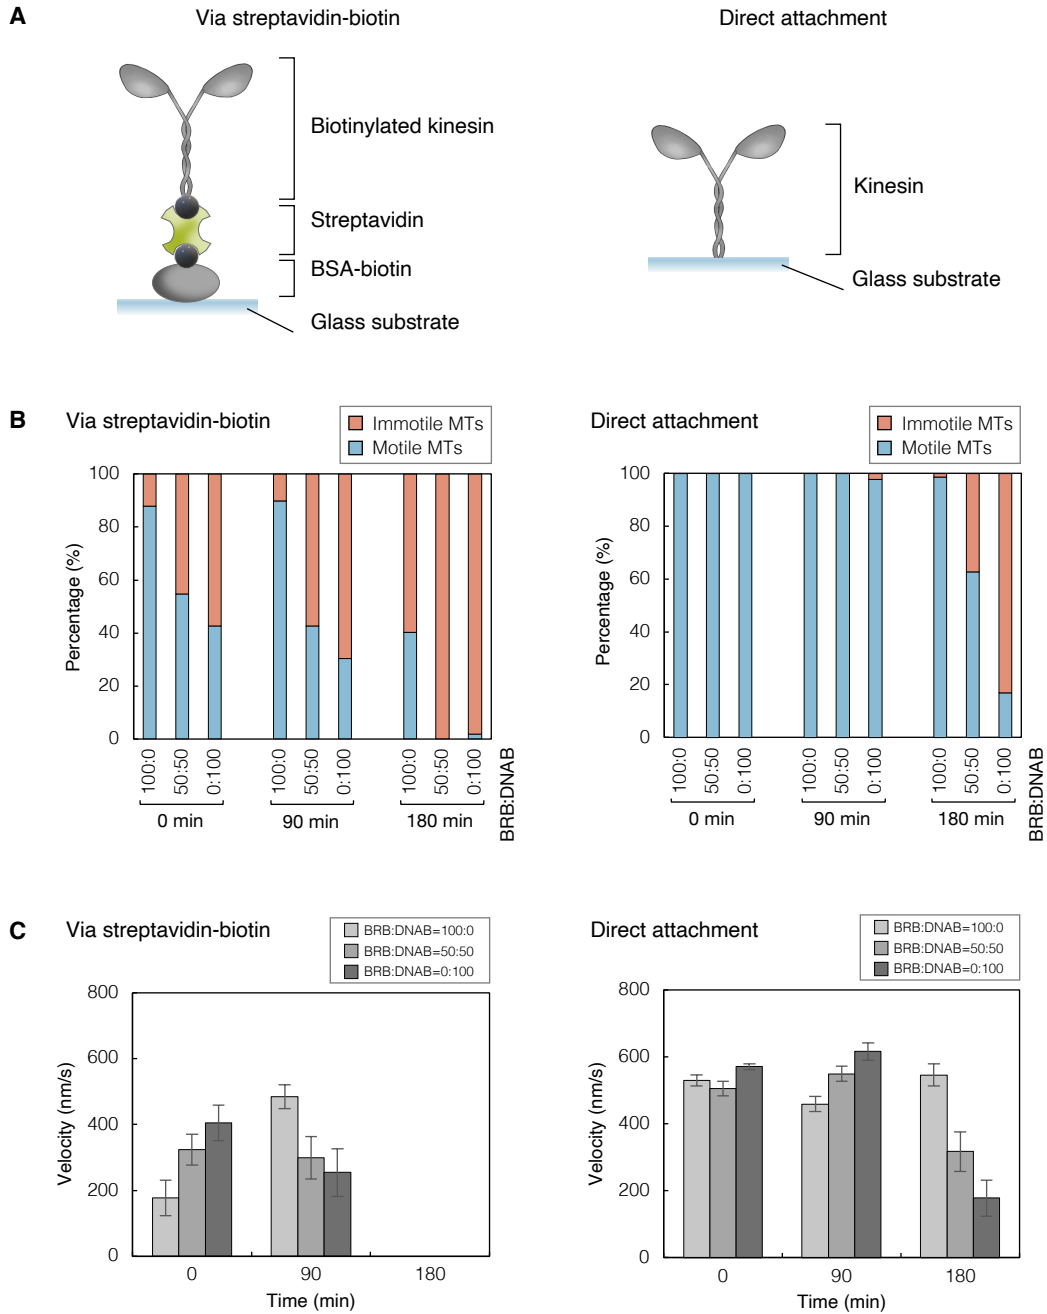 A
Via streptavidin-biotin
Direct attachment
Biotinylated kinesin
Streptavidin
BSA-biotin
Glass substrate
Kinesin
Glass substrate
B
Via streptavidin-biotin
Immotile MTs
Motile MTs
Percentage (%)
100
80
60
40
20
0
100:0
50:50
0:100
100:0
50:50
0:100
100:0
50:50
0:100
BRB:DNAB
0 min
90 min
180 min
Direct attachment
Immotile MTs
Motile MTs
Percentage (%)
100
80
60
40
20
0
100:0
50:50
0:100
100:0
50:50
0:100
100:0
50:50
0:100
BRB:DNAB
0 min
90 min
180 min
C
Via streptavidin-biotin
BRB:DNAB=100:0
BRB:DNAB=50:50
BRB:DNAB=0:100
Velocity (nm/s)
800
600
400
200
0
0
90
180
Time (min)
Direct attachment
BRB:DNAB=100:0
BRB:DNAB=50:50
BRB:DNAB=0:100
Velocity (nm/s)
800
600
400
200
0
0
90
180
Time (min)